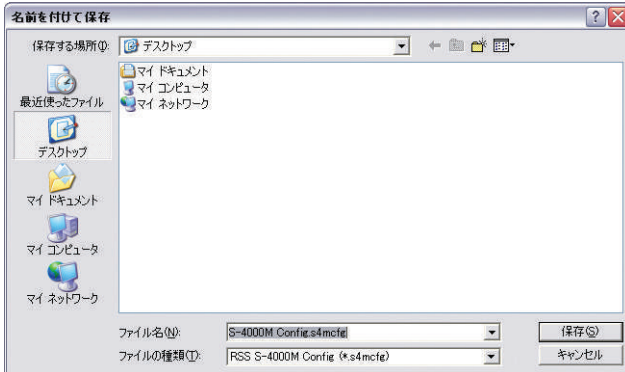 名前を付けて保存
保存する場所(I):
デスクトップ
マイ ドキュメント
マイ コンピュータ
マイ ネットワーク
最近使ったファイル
デスクトップ
マイ ドキュメント
マイ コンピュータ
マイ ネットワーク
ファイル名(N):
S-4000M Config.s4mcfg
保存(S)
ファイルの種類(T):
RSS S-4000M Config (*.s4mcfg)
キャンセル